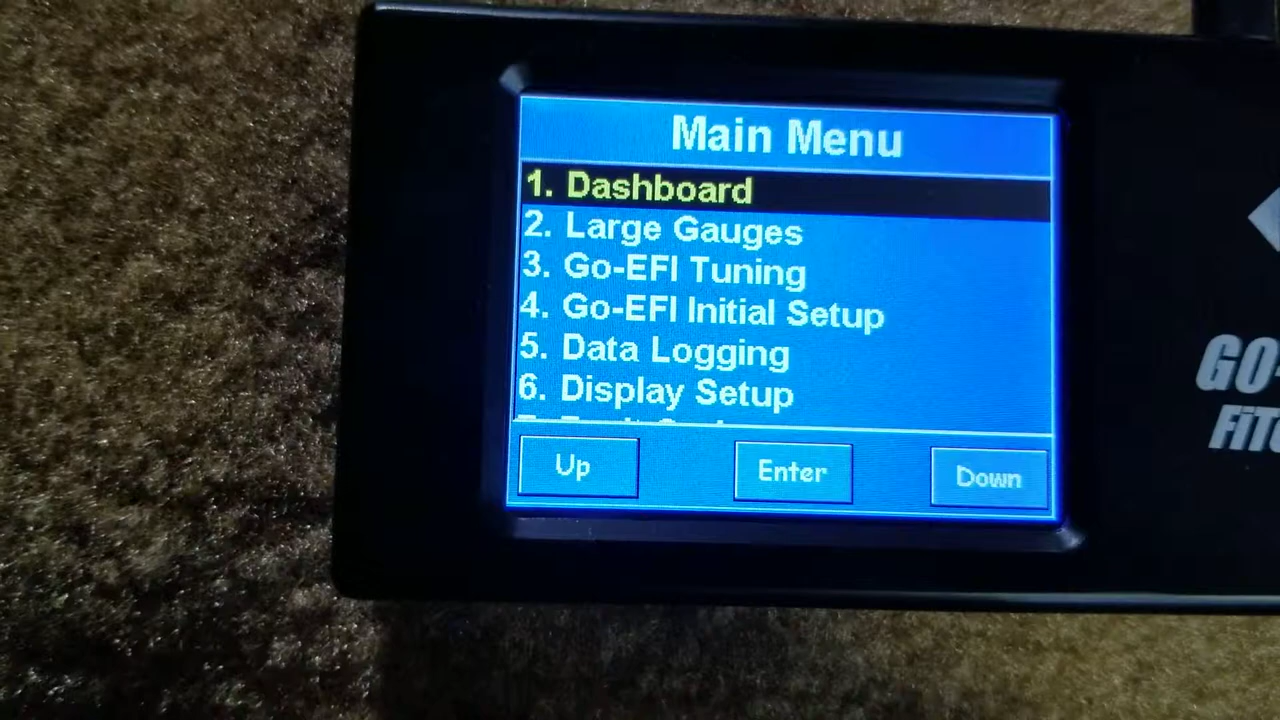 Main Menu
1. Dashboard
2. Large Gauges
3. Go-EFI Tuning
4. Go-EFI Initial Setup
5. Data Logging
6. Display Setup
Up
Enter
Down
GO-